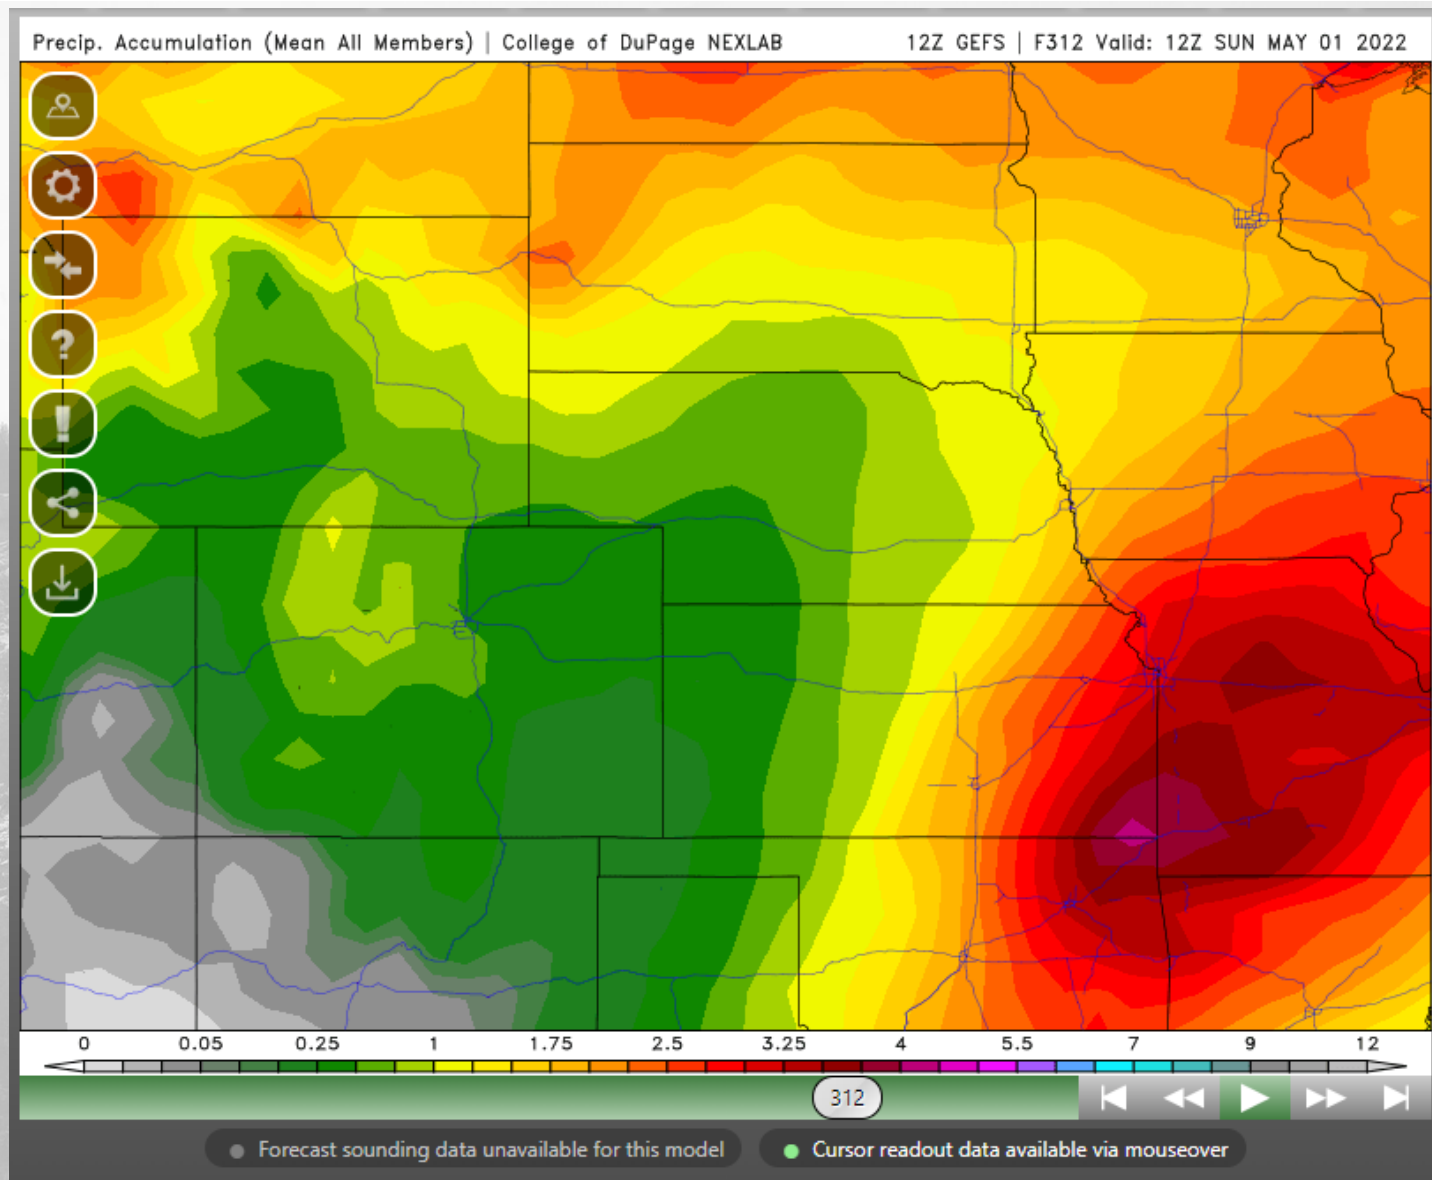 Precip. Accumulation (Mean All Members) | College of DuPage NEXLAB 12Z GEFS | F312 Valid: 12Z SUN MAY 01 2022
?
!
0 0.05 0.25 1 1.75 2.5 3.25 4 5.5 7 9 12
312
Forecast sounding data unavailable for this model Cursor readout data available via mouseover